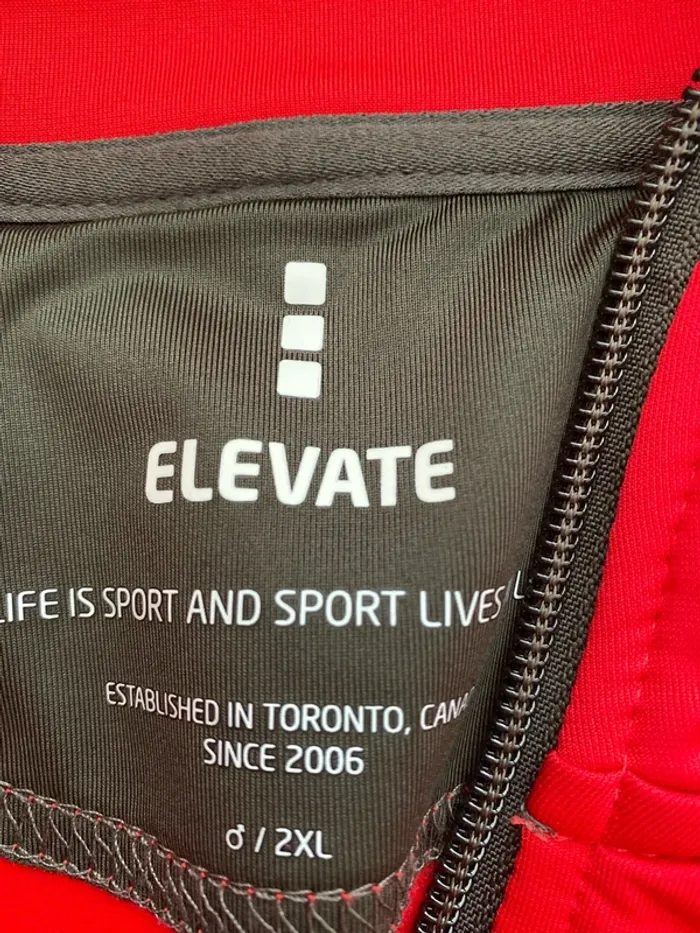 ELEVATE
LIFE IS SPORT AND SPORT LIVES
ESTABLISHED IN TORONTO,
SINCE 2006
♂ / 2XL